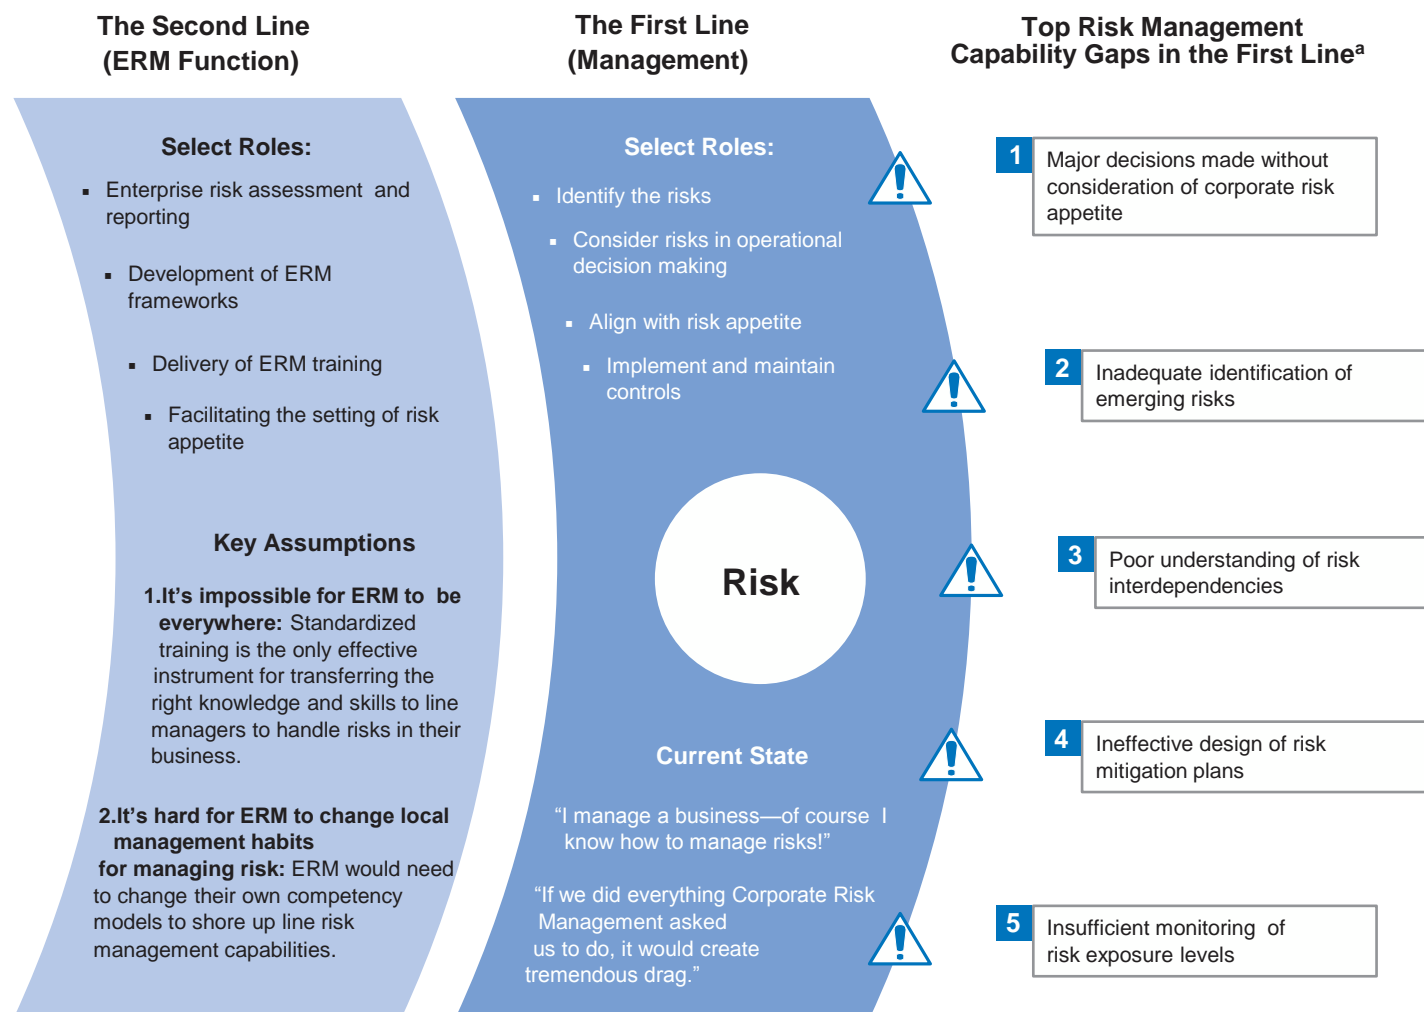 The Second Line
(ERM Function)
Select Roles:
▪ Enterprise risk assessment and
reporting
▪ Development of ERM
frameworks
▪ Delivery of ERM training
▪ Facilitating the setting of risk
appetite
Key Assumptions
1.It’s impossible for ERM to be
everywhere: Standardized
training is the only effective
instrument for transferring the
right knowledge and skills to line
managers to handle risks in their
business.
2.It’s hard for ERM to change local
management habits
for managing risk: ERM would need
to change their own competency
models to shore up line risk
management capabilities.
The First Line
(Management)
Select Roles:
▪ Identify the risks
▪ Consider risks in operational
decision making
▪ Align with risk appetite
▪ Implement and maintain
controls
Risk
Current State
“I manage a business—of course I
know how to manage risks!”
“If we did everything Corporate Risk
Management asked
us to do, it would create
tremendous drag.”
Top Risk Management
Capability Gaps in the First Lineᵃ
1
Major decisions made without
consideration of corporate risk
appetite
2
Inadequate identification of
emerging risks
3
Poor understanding of risk
interdependencies
4
Ineffective design of risk
mitigation plans
5
Insufficient monitoring of
risk exposure levels